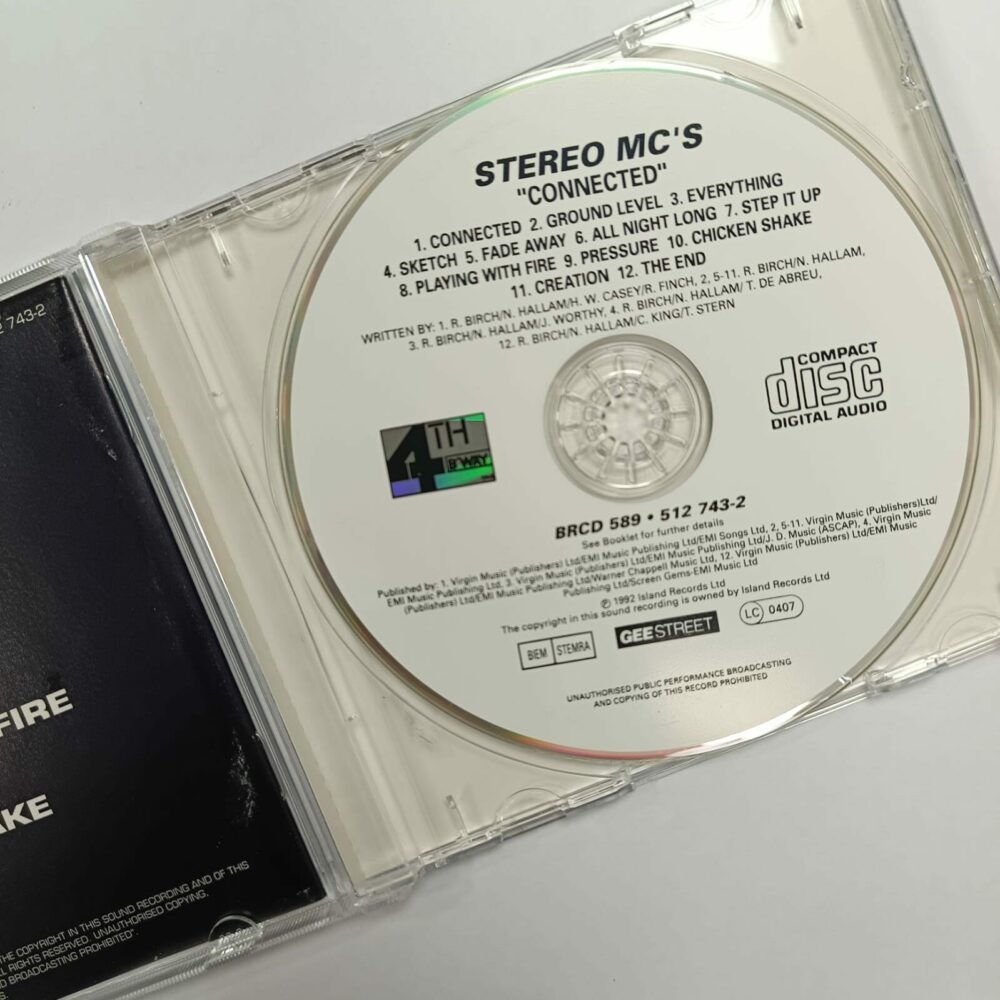 2 743-2
FIRE
AKE
THE COPYRIGHT IN THIS SOUND RECORDING AND OF THIS
ALL RIGHTS RESERVED. UNAUTHORISED COPYING,
AND BROADCASTING PROHIBITED".
STEREO MC'S
"CONNECTED"
1. CONNECTED 2. GROUND LEVEL 3. EVERYTHING
4. SKETCH 5. FADE AWAY 6. ALL NIGHT LONG 7. STEP IT UP
8. PLAYING WITH FIRE 9. PRESSURE 10. CHICKEN SHAKE
11. CREATION 12. THE END
WRITTEN BY: 1. R. BIRCH/N. HALLAM/H. W. CASEY/R. FINCH, 2, 5-11. R. BIRCH/N. HALLAM,
3. R. BIRCH/N. HALLAM/J. WORTHY, 4. R. BIRCH/N. HALLAM/ T. DE ABREU,
12. R. BIRCH/N. HALLAM/C. KING/T. STERN
4TH
B'WAY
COMPACT
disc
DIGITAL AUDIO
BRCD 589 • 512 743-2
See Booklet for further details
Published by: 1. Virgin Music (Publishers) Ltd/EMI Music Publishing Ltd/EMI Songs Ltd, 2, 5-11. Virgin Music (Publishers)Ltd/
EMI Music Publishing Ltd, 3. Virgin Music (Publishers) Ltd/EMI Music Publishing Ltd/J. D. Music (ASCAP), 4. Virgin Music
(Publishers) Ltd/EMI Music Publishing Ltd/Warner Chappell Music Ltd, 12. Virgin Music (Publishers) Ltd/EMI Music
Publishing Ltd/Screen Gems-EMI Music Ltd
℗ 1992 Island Records Ltd
The copyright in this sound recording is owned by Island Records Ltd
BIEM STEMRA
GEESTREET
LC 0407
UNAUTHORISED PUBLIC PERFORMANCE BROADCASTING
AND COPYING OF THIS RECORD PROHIBITED